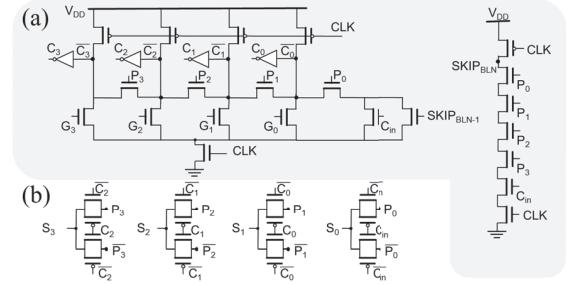 (a)
V_DD
V_DD
CLK
CLK
C_3 C̅_3 C_2 C̅_2 C_1 C̅_1 C_0 C̅_0
SKIP_BLN
P_3 P_2 P_1 P_0
P_0
P_1
G_3 G_2 G_1 G_0 C_in SKIP_BLN-1
P_2
P_3
CLK
C_in
CLK
(b)
C̅_2 C̅_1 C̅_0 C̅_n
P_3 P_2 P_1 P_0
S_3 C_2 S_2 C_1 S_1 C_0 S_0 C_in
P̅_3 P̅_2 P̅_1 P̅_0
C̅_2 C̅_1 C̅_0 C̅_in